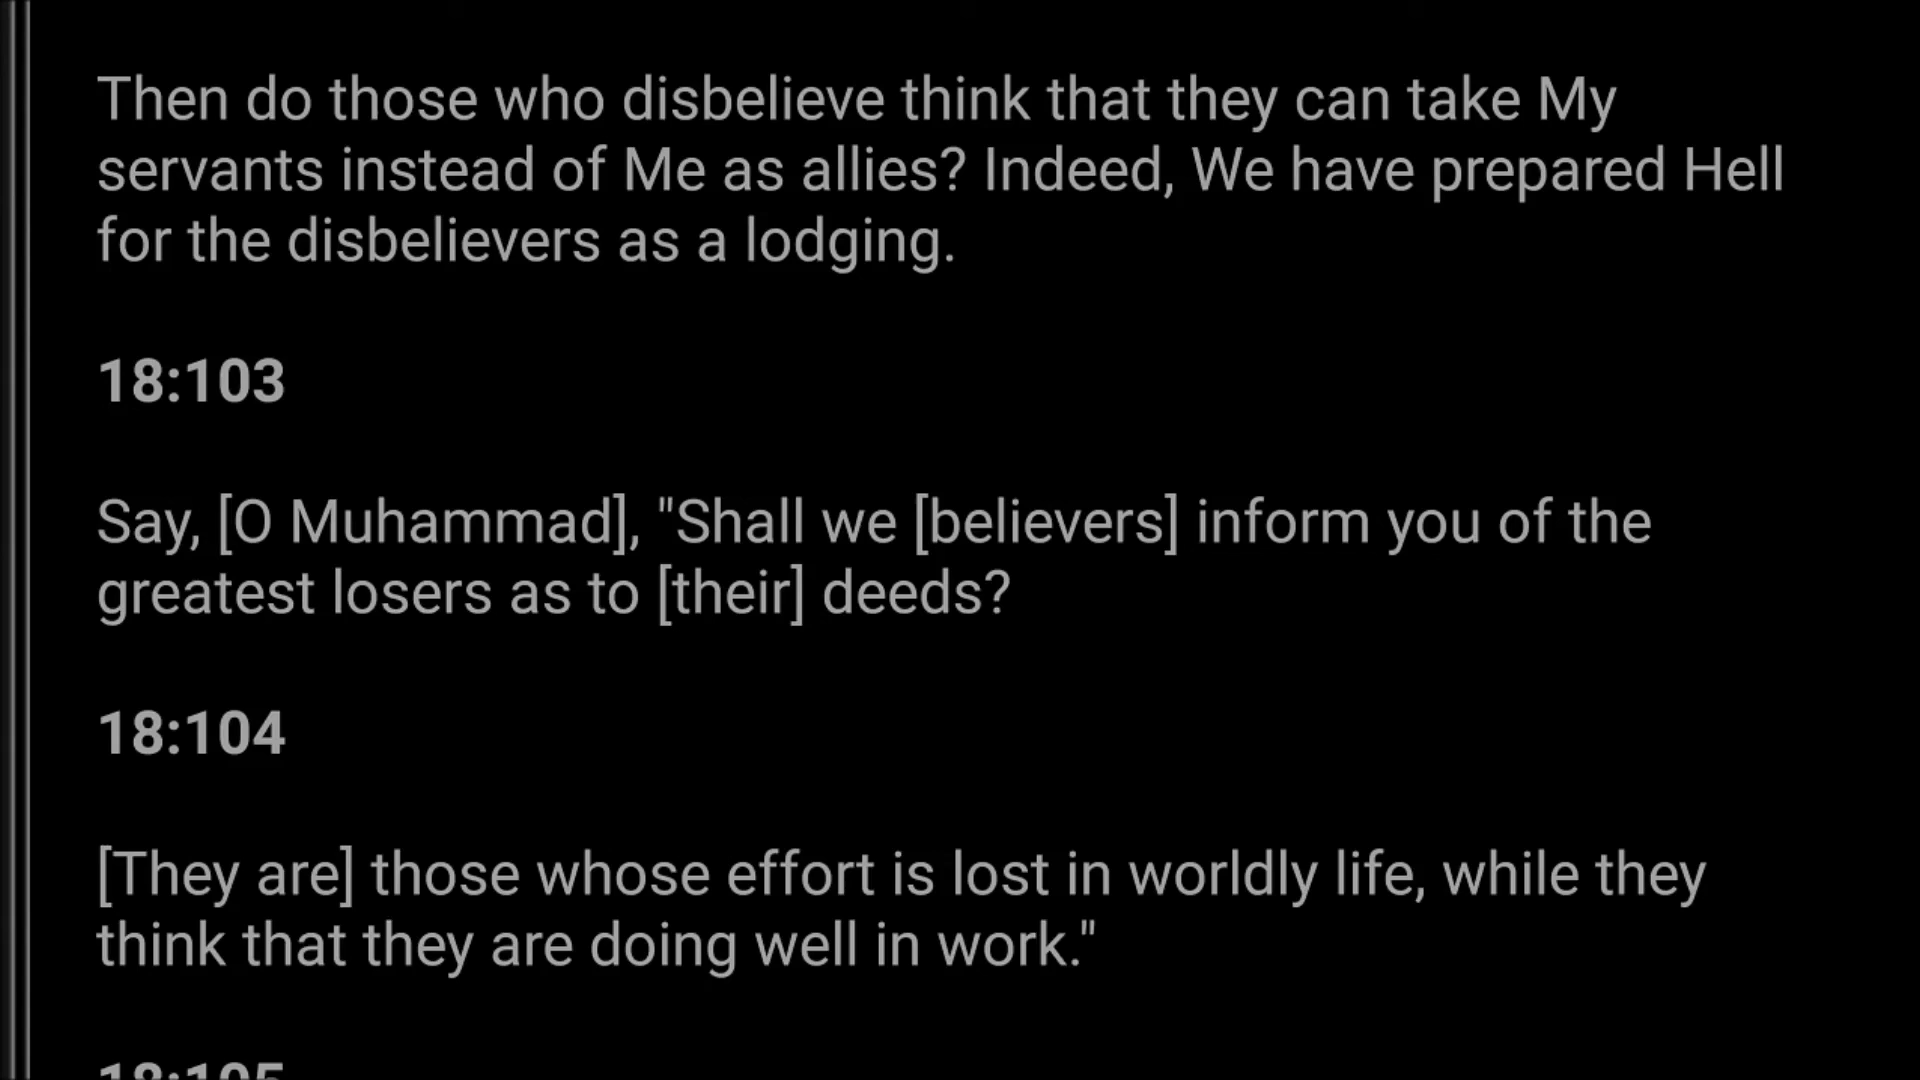 Then do those who disbelieve think that they can take My
servants instead of Me as allies? Indeed, We have prepared Hell
for the disbelievers as a lodging.
18:103
Say, [O Muhammad], "Shall we [believers] inform you of the
greatest losers as to [their] deeds?
18:104
[They are] those whose effort is lost in worldly life, while they
think that they are doing well in work."
18:105